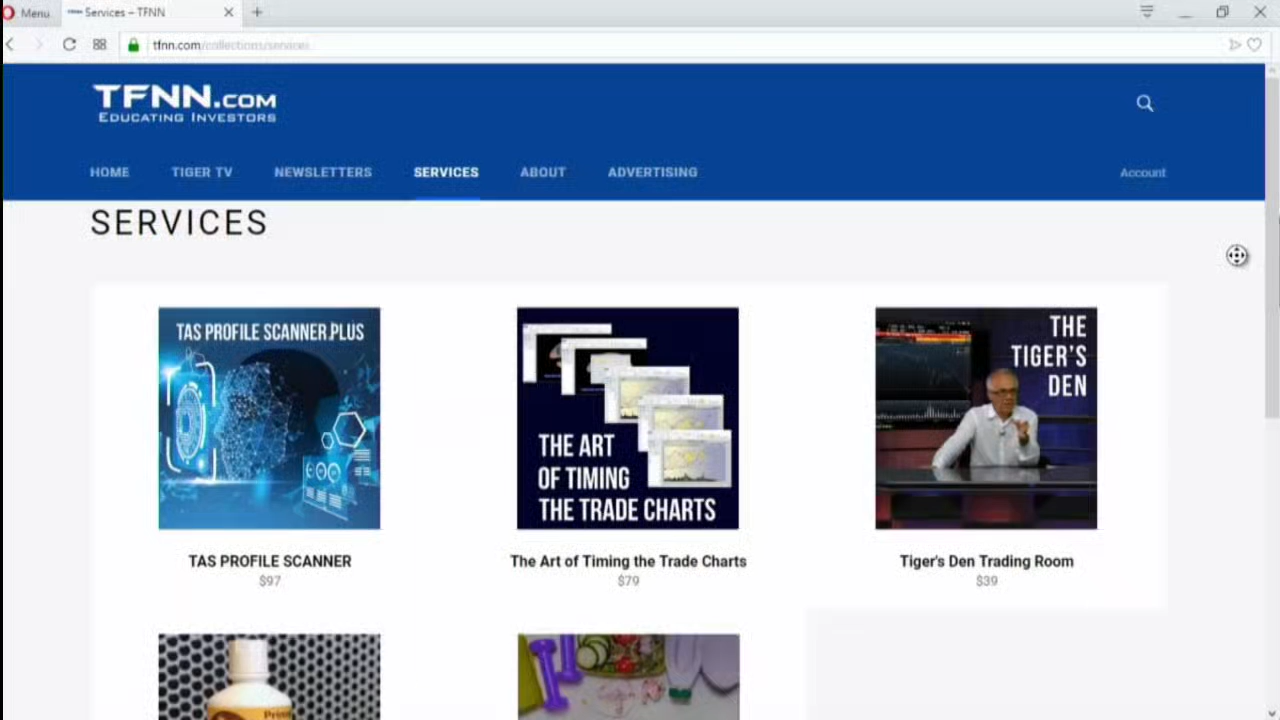 Menu
Services – TFNN
tfnn.com/collections/services
TFNN.COM
EDUCATING INVESTORS
HOME TIGER TV NEWSLETTERS SERVICES ABOUT ADVERTISING Account
SERVICES
TAS PROFILE SCANNER PLUS
THE ART
OF TIMING
THE TRADE CHARTS
THE
TIGER'S
DEN
TAS PROFILE SCANNER
$97
The Art of Timing the Trade Charts
$79
Tiger's Den Trading Room
$39